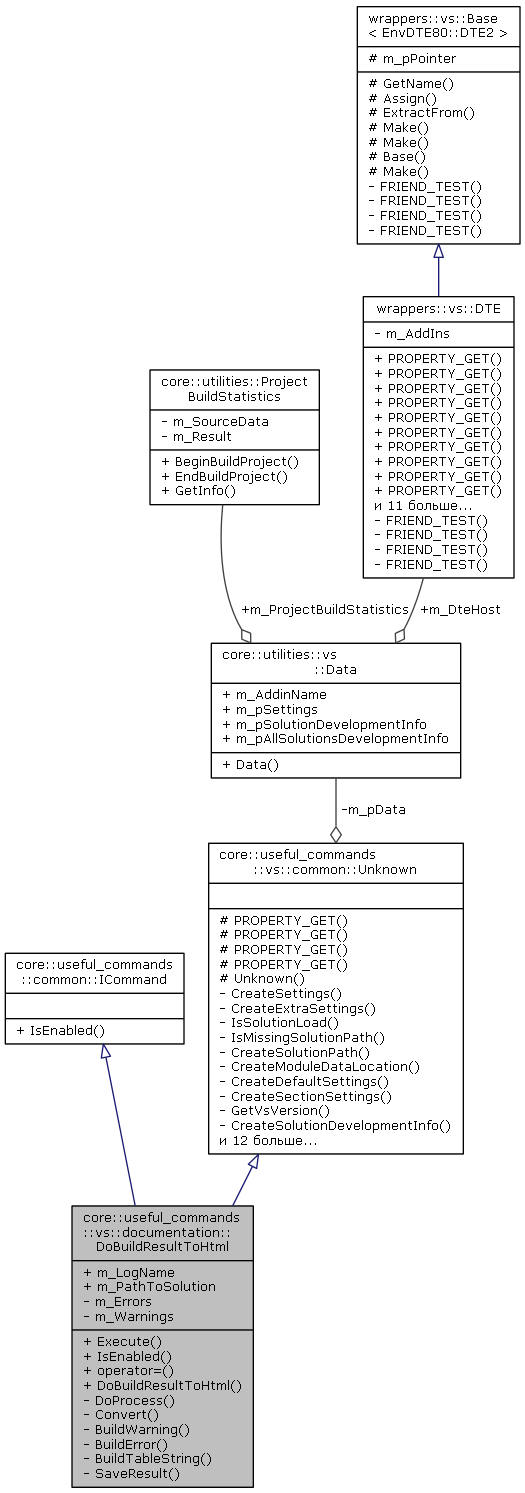 wrappers::vs::Base
< EnvDTE80::DTE2 >
# m_pPointer
# GetName()
# Assign()
# ExtractFrom()
# Make()
# Make()
# Base()
# Make()
- FRIEND_TEST()
- FRIEND_TEST()
- FRIEND_TEST()
- FRIEND_TEST()
wrappers::vs::DTE
- m_AddIns
+ PROPERTY_GET()
+ PROPERTY_GET()
+ PROPERTY_GET()
+ PROPERTY_GET()
+ PROPERTY_GET()
+ PROPERTY_GET()
+ PROPERTY_GET()
+ PROPERTY_GET()
+ PROPERTY_GET()
+ PROPERTY_GET()
и 11 больше...
- FRIEND_TEST()
- FRIEND_TEST()
- FRIEND_TEST()
- FRIEND_TEST()
core::utilities::Project
BuildStatistics
- m_SourceData
- m_Result
+ BeginBuildProject()
+ EndBuildProject()
+ GetInfo()
+m_ProjectBuildStatistics
+m_DteHost
core::utilities::vs
::Data
+ m_AddinName
+ m_pSettings
+ m_pSolutionDevelopmentInfo
+ m_pAllSolutionsDevelopmentInfo
+ Data()
-m_pData
core::useful_commands
::vs::common::Unknown
# PROPERTY_GET()
# PROPERTY_GET()
# PROPERTY_GET()
# PROPERTY_GET()
# Unknown()
- CreateSettings()
- CreateExtraSettings()
- IsSolutionLoad()
- IsMissingSolutionPath()
- CreateSolutionPath()
- CreateModuleDataLocation()
- CreateDefaultSettings()
- CreateSectionSettings()
- GetVsVersion()
- CreateSolutionDevelopmentInfo()
и 12 больше...
core::useful_commands
::common::ICommand
+ IsEnabled()
core::useful_commands
::vs::documentation::
DoBuildResultToHtml
+ m_LogName
+ m_PathToSolution
- m_Errors
- m_Warnings
+ Execute()
+ IsEnabled()
+ operator=()
+ DoBuildResultToHtml()
- DoProcess()
- Convert()
- BuildWarning()
- BuildError()
- BuildTableString()
- SaveResult()